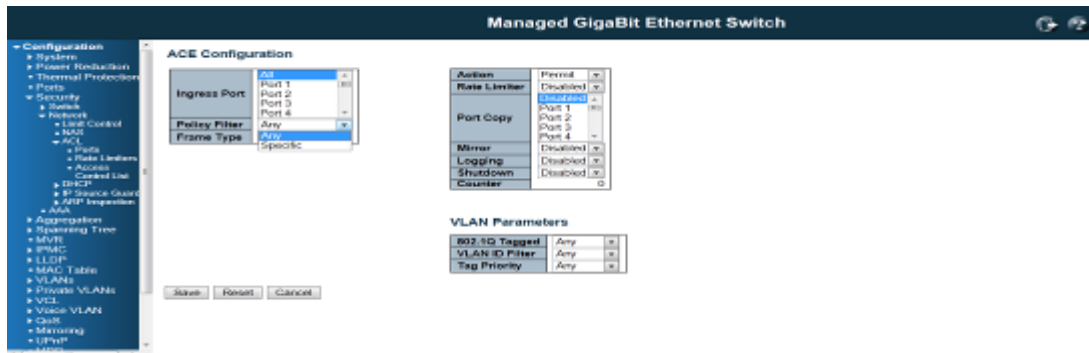 Managed GigaBit Ethernet Switch
Configuration
System
Power Reduction
Thermal Protection
Ports
Security
Switch
Network
Limit Control
NAS
ACL
Ports
Rate Limiters
Access
Control List
DHCP
IP Source Guard
ARP Inspection
AAA
Aggregation
Spanning Tree
MVR
IPMC
LLDP
MAC Table
VLANs
Private VLANs
VCL
Voice VLAN
QoS
Mirroring
UPnP
ACE Configuration
Ingress Port
All
Port 1
Port 2
Port 3
Port 4
Policy Filter Any
Frame Type Any
Specific
Action Permit
Rate Limiter Disabled
Port Copy
Disabled
Port 1
Port 2
Port 3
Port 4
Mirror Disabled
Logging Disabled
Shutdown Disabled
Counter 0
VLAN Parameters
802.1Q Tagged Any
VLAN ID Filter Any
Tag Priority Any
Save Reset Cancel